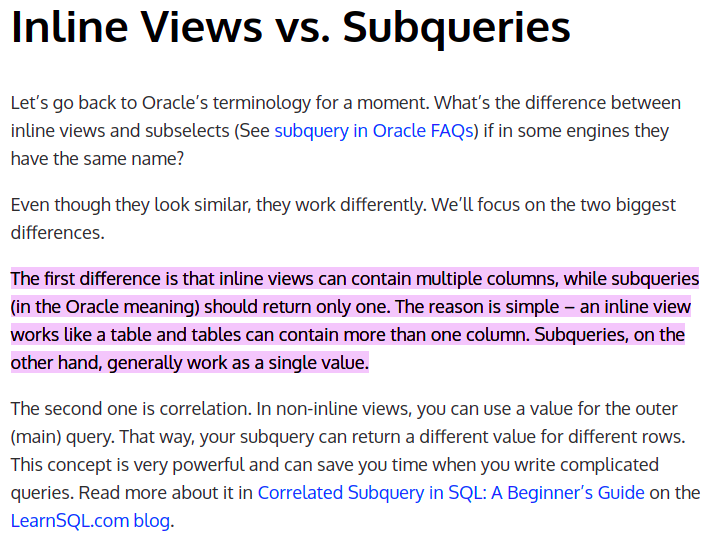 Inline Views vs. Subqueries
Let’s go back to Oracle’s terminology for a moment. What’s the difference between
inline views and subselects (See subquery in Oracle FAQs) if in some engines they
have the same name?
Even though they look similar, they work differently. We’ll focus on the two biggest
differences.
The first difference is that inline views can contain multiple columns, while subqueries
(in the Oracle meaning) should return only one. The reason is simple – an inline view
works like a table and tables can contain more than one column. Subqueries, on the
other hand, generally work as a single value.
The second one is correlation. In non-inline views, you can use a value for the outer
(main) query. That way, your subquery can return a different value for different rows.
This concept is very powerful and can save you time when you write complicated
queries. Read more about it in Correlated Subquery in SQL: A Beginner’s Guide on the
LearnSQL.com blog.